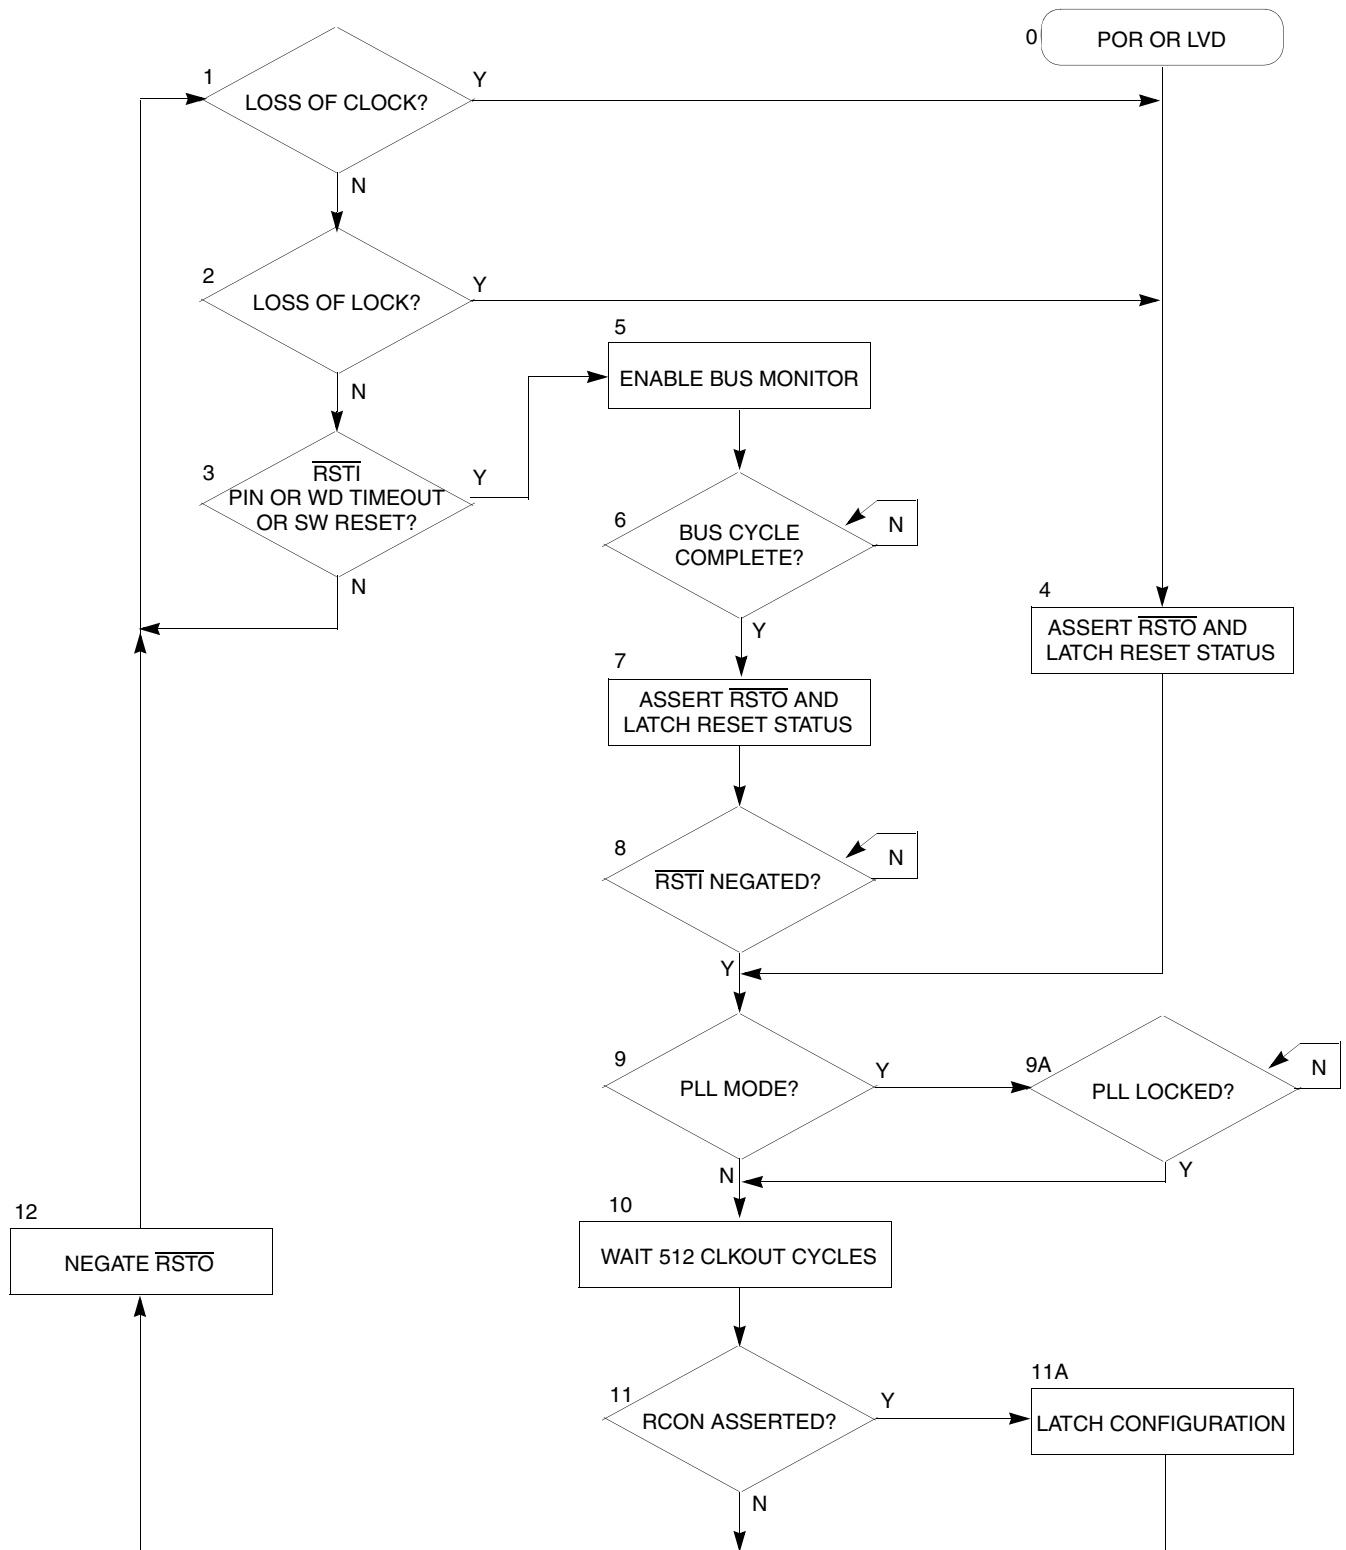 0
POR OR LVD
1
LOSS OF CLOCK?
Y
N
2
LOSS OF LOCK?
Y
N
3
RSTI
PIN OR WD TIMEOUT
OR SW RESET?
Y
N
5
ENABLE BUS MONITOR
6
BUS CYCLE
COMPLETE?
N
Y
4
ASSERT RSTO AND
LATCH RESET STATUS
7
ASSERT RSTO AND
LATCH RESET STATUS
8
RSTI NEGATED?
N
Y
9
PLL MODE?
Y
N
9A
PLL LOCKED?
N
Y
10
WAIT 512 CLKOUT CYCLES
12
NEGATE RSTO
11
RCON ASSERTED?
Y
N
11A
LATCH CONFIGURATION